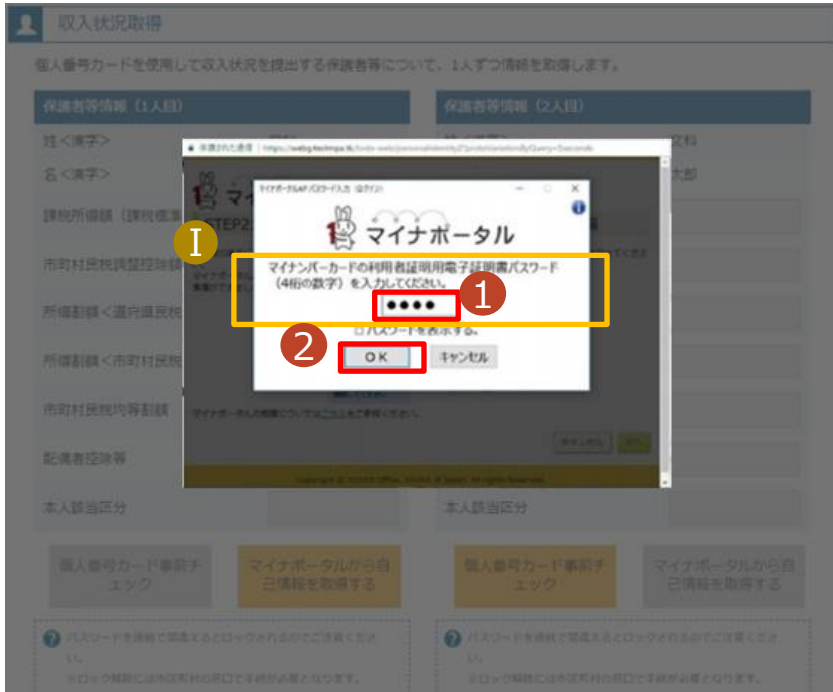 収入状況取得
個人番号カードを使用して収入状況を提出する保護者等について、1人ずつ情報を取得します。
保護者等情報（1人目）
保護者等情報（2人目）
姓＜漢字＞
文科
名＜漢字＞
太郎
市町村民税調整控除額
所得割額＜道府県民税
所得割額＜市町村民税
市町村民税均等割額
配偶者控除等
本人該当区分
本人該当区分
STEP2
I
マイナポータル
マイナンバーカードの利用者証明用電子証明書パスワード
（4桁の数字）を入力してください。
●●●●
1
□パスワードを表示する。
2
OK
キャンセル
キャンセル
個人番号カード事前チ
ェック
マイナポータルから自
己情報を取得する
個人番号カード事前チ
ェック
マイナポータルから自
己情報を取得する
パスワードを連続で間違えるとロックされるのでご注意くださ
い。
※ロック解除には市区町村の窓口で手続が必要となります。
パスワードを連続で間違えるとロックされるのでご注意くださ
い。
※ロック解除には市区町村の窓口で手続が必要となります。